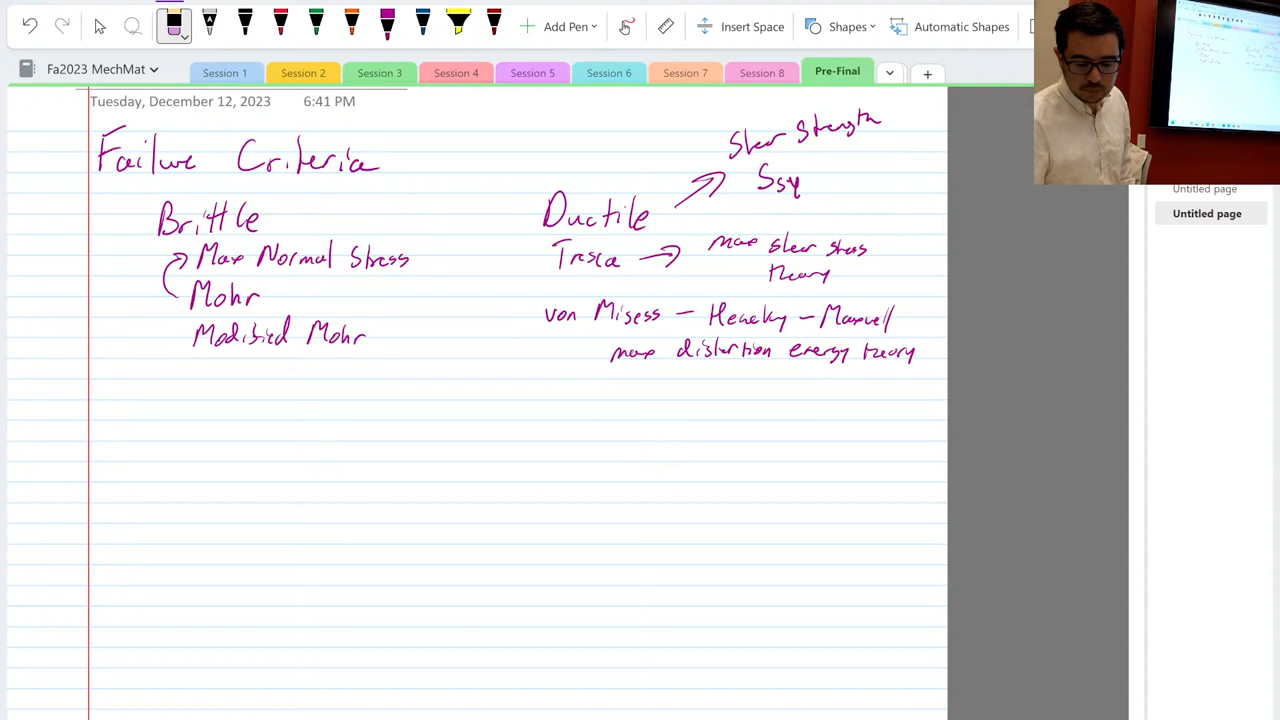 Add Pen
Insert Space
Shapes
Automatic Shapes
Fa2023 MechMat
Session 1
Session 2
Session 3
Session 4
Session 5
Session 6
Session 7
Session 8
Pre-Final
Tuesday, December 12, 2023 6:41 PM
Failure Criteria
Brittle
Max Normal Stress
Mohr
Modified Mohr
Shear Strength
Ssy
Ductile
Tresca → max shear stress
theory
von Misess - Hencky - Maxwell
max distortion energy theory
Untitled page
Untitled page